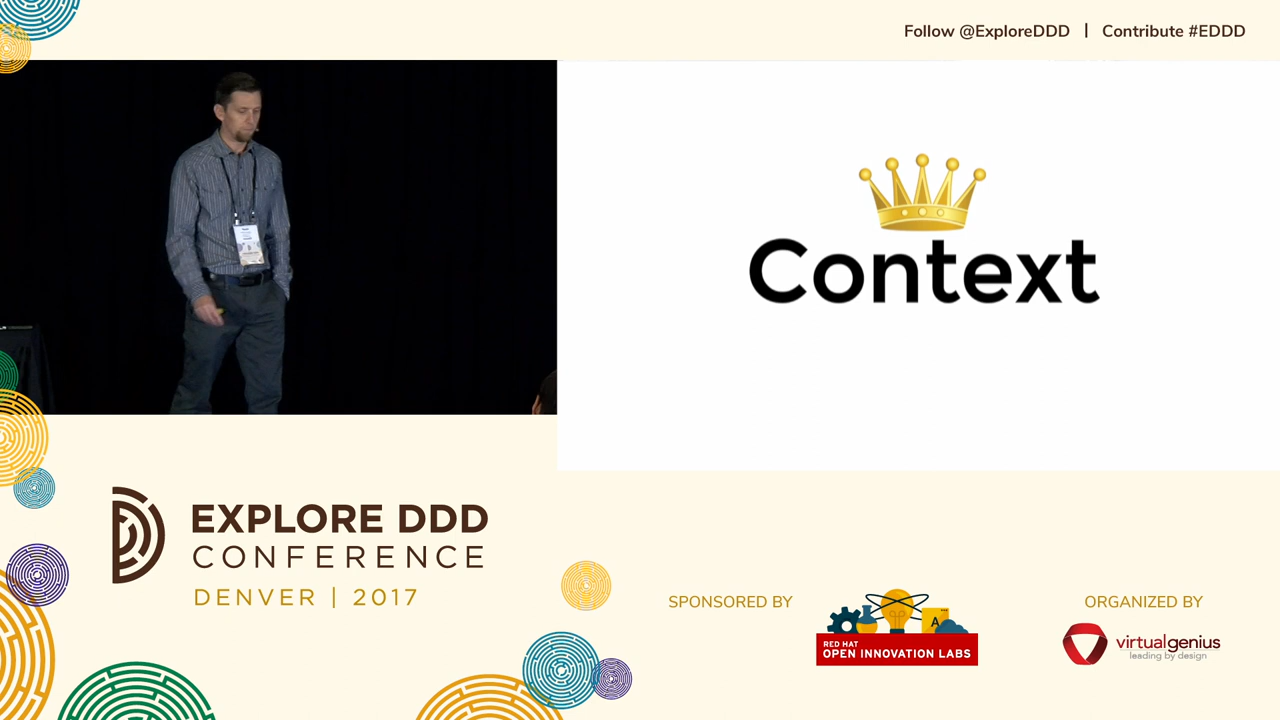 Follow @ExploreDDD | Contribute #EDDD
Context
EXPLORE DDD
CONFERENCE
DENVER | 2017
SPONSORED BY
A
RED HAT
OPEN INNOVATION LABS
ORGANIZED BY
virtualgenius
leading by design